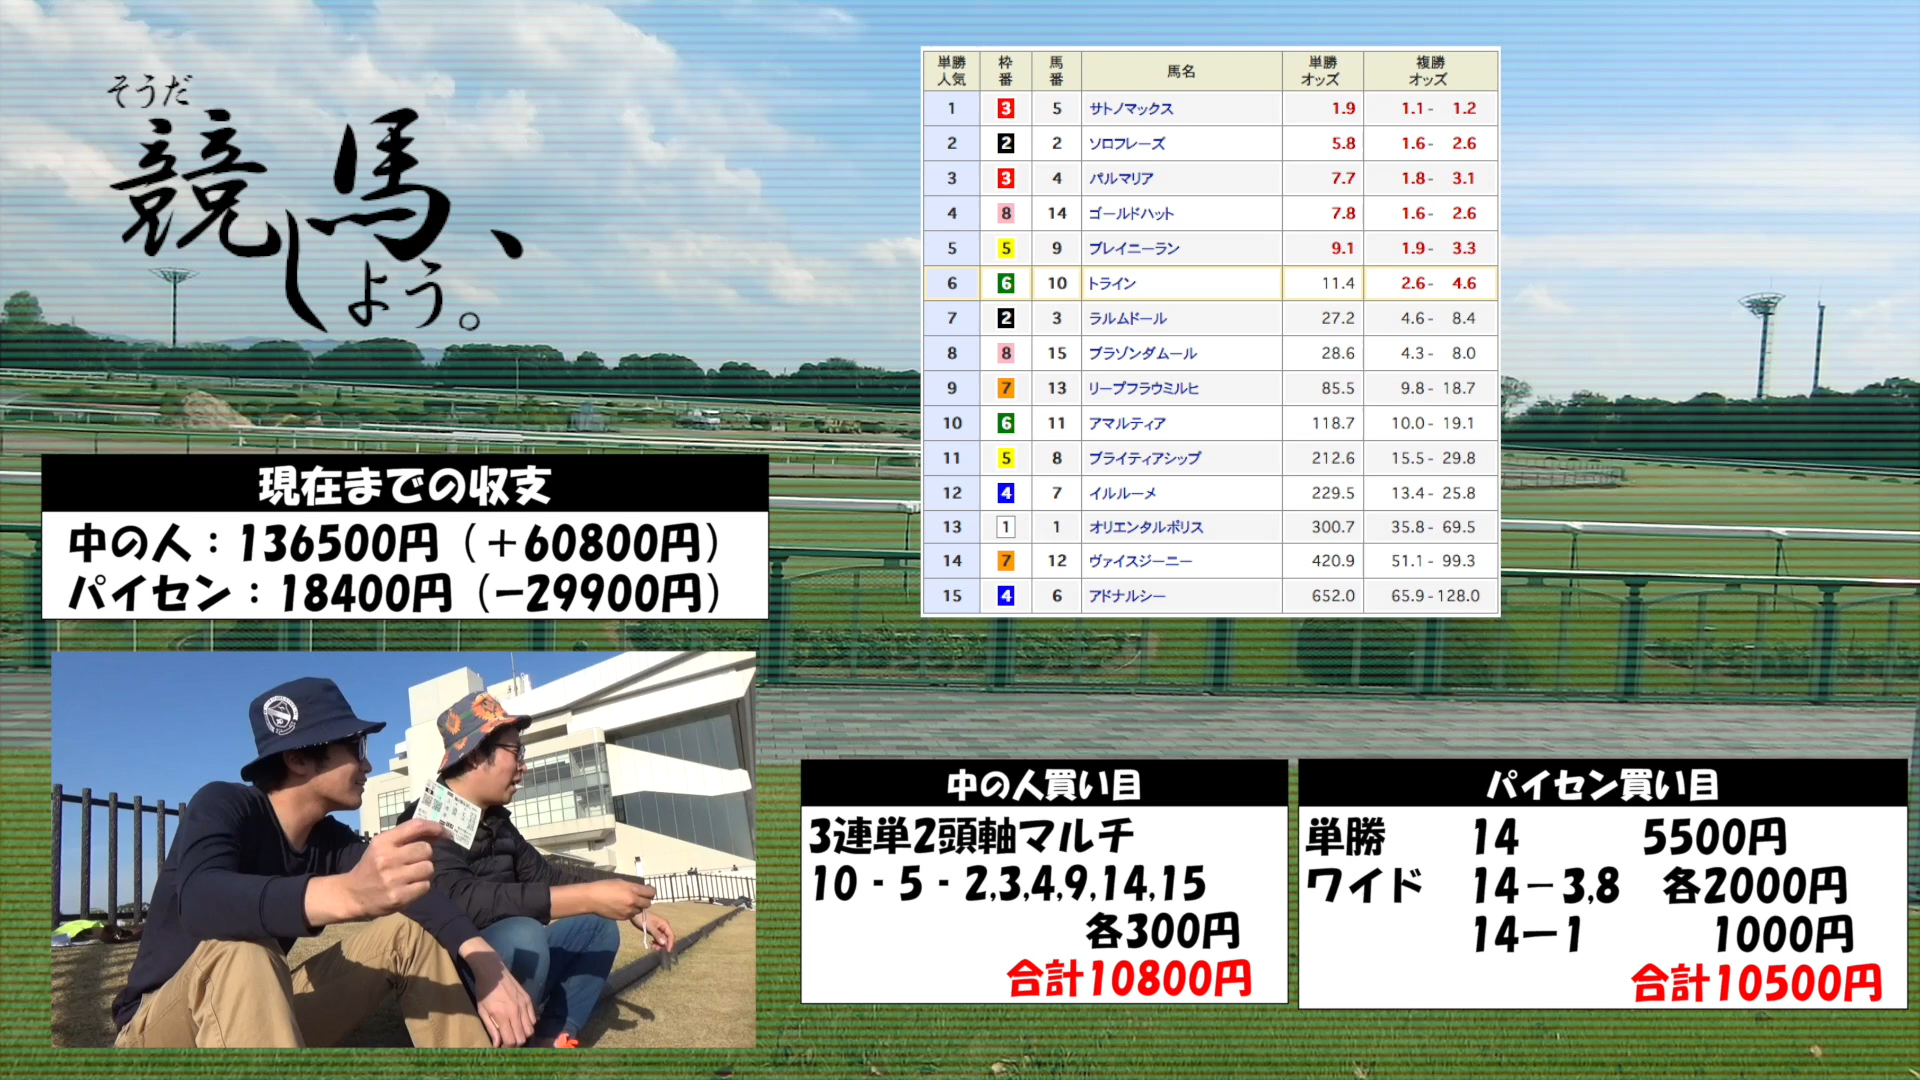 そうだ
競馬、
しよう。
単勝人気 枠番 馬番 馬名 単勝オッズ 複勝オッズ
1 3 5 サトノマックス 1.9 1.1 - 1.2
2 2 2 ソロフレーズ 5.8 1.6 - 2.6
3 3 4 パルマリア 7.7 1.8 - 3.1
4 8 14 ゴールドハット 7.8 1.6 - 2.6
5 5 9 ブレイニーラン 9.1 1.9 - 3.3
6 6 10 トライン 11.4 2.6 - 4.6
7 2 3 ラルムドール 27.2 4.6 - 8.4
8 8 15 ブラゾンダムール 28.6 4.3 - 8.0
9 7 13 リープフラウミルヒ 85.5 9.8 - 18.7
10 6 11 アマルティア 118.7 10.0 - 19.1
11 5 8 ブライティアシップ 212.6 15.5 - 29.8
12 4 7 イルルーメ 229.5 13.4 - 25.8
13 1 1 オリエンタルポリス 300.7 35.8 - 69.5
14 7 12 ヴァイスジーニー 420.9 51.1 - 99.3
15 4 6 アドナルシー 652.0 65.9 - 128.0
現在までの収支
中の人：136500円（＋60800円）
パイセン：18400円（−29900円）
中の人買い目
3連単2頭軸マルチ
10 - 5 - 2,3,4,9,14,15
各300円
合計10800円
パイセン買い目
単勝 14 5500円
ワイド 14－3,8 各2000円
14ー1 1000円
合計10500円